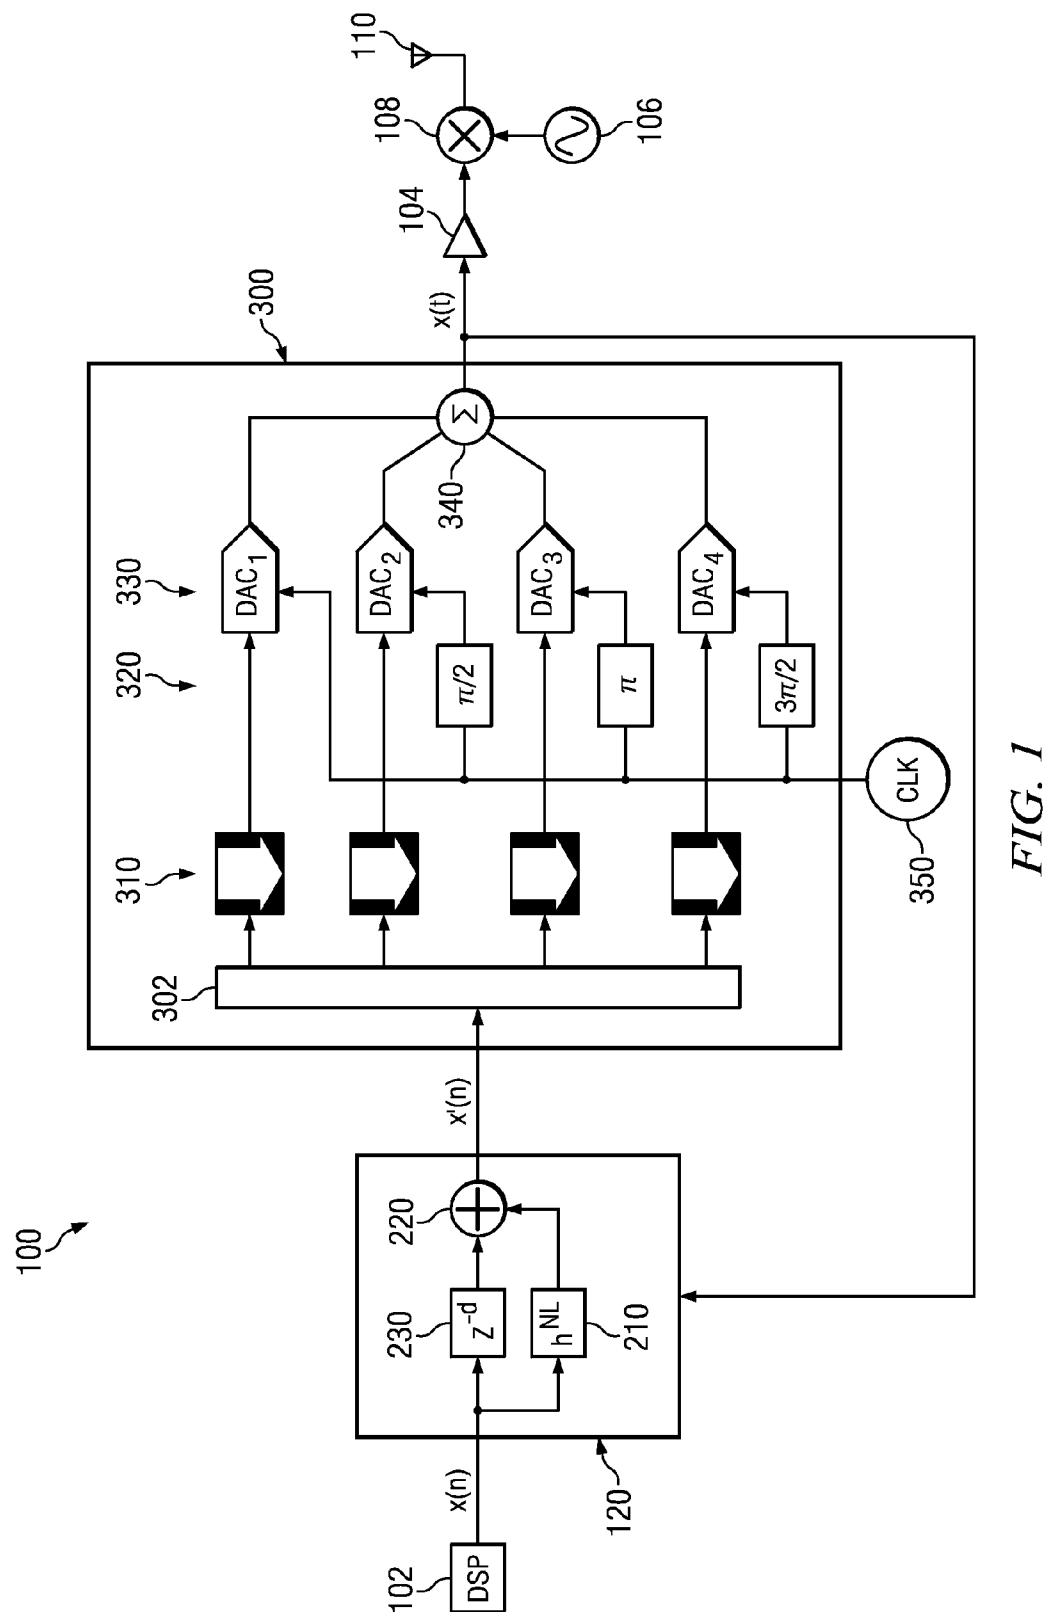 100
102
DSP
x(n)
120
230
z^-d
h^NL
210
220
x'(n)
300
302
310
320
330
DAC1
DAC2
DAC3
DAC4
π/2
π
3π/2
CLK
350
Σ
340
x(t)
104
108
106
110
FIG. 1